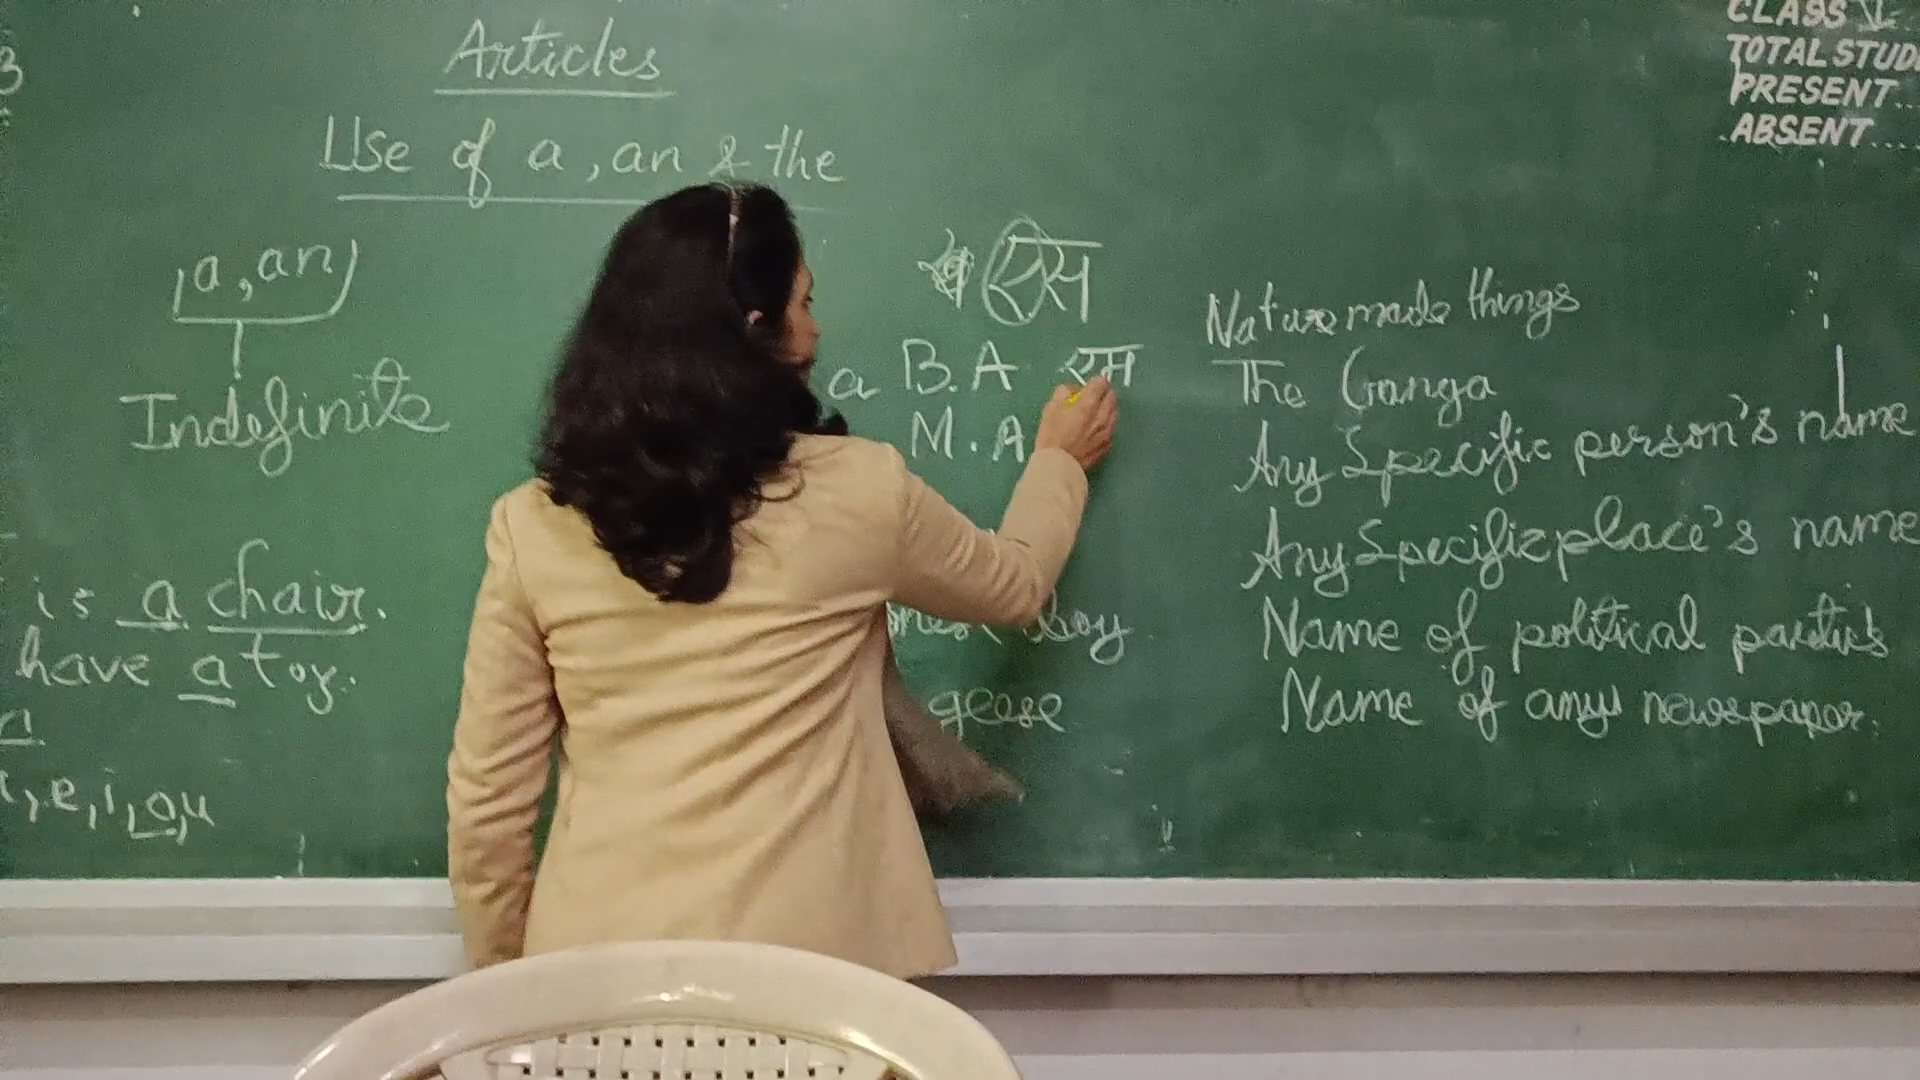 Articles
Use of a, an & the
a, an
Indefinite
is a chair.
have a toy.
a, e, i, o, u
एस
a B.A एम
M.A
boy
geese
Nature made things
The Ganga
Any Specific person's name
Any Specific place's name
Name of political parties
Name of any newspaper.
CLASS VI
TOTAL STUD
PRESENT....
ABSENT....